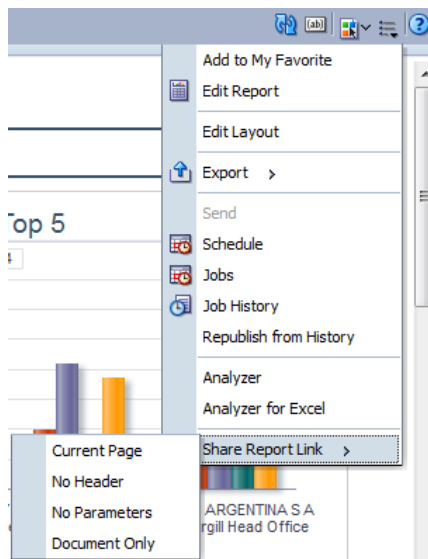 [ab]
?
Add to My Favorite
Edit Report
Edit Layout
Export >
Top 5
Send
4
Schedule
Jobs
Job History
Republish from History
Analyzer
Analyzer for Excel
Share Report Link >
Current Page
No Header
No Parameters
Document Only
ARGENTINA S A
rgill Head Office